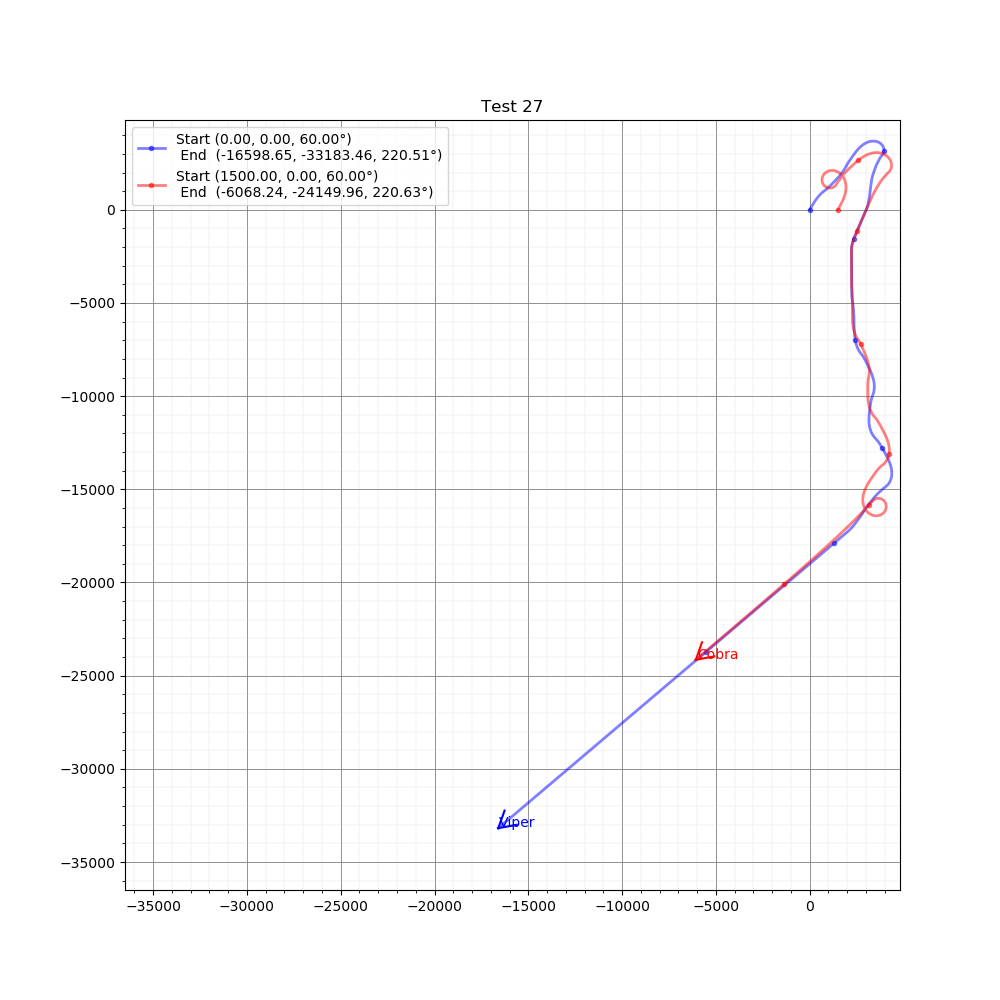 Test 27
Start (0.00, 0.00, 60.00°)
End (-16598.65, -33183.46, 220.51°)
Start (1500.00, 0.00, 60.00°)
End (-6068.24, -24149.96, 220.63°)
0
−5000
−10000
−15000
−20000
−25000
−30000
−35000
Cobra
Viper
−35000 −30000 −25000 −20000 −15000 −10000 −5000 0